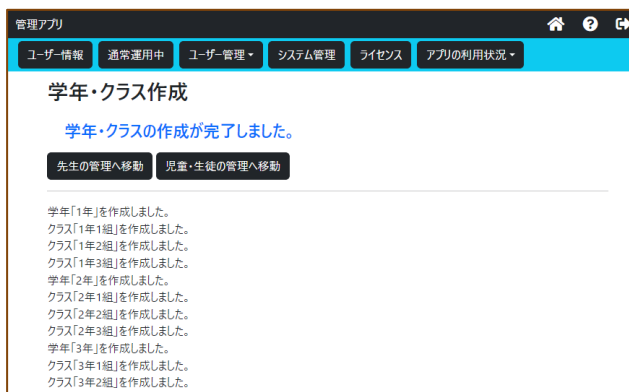 管理アプリ
ユーザー情報 通常運用中 ユーザー管理 システム管理 ライセンス アプリの利用状況
学年・クラス作成
学年・クラスの作成が完了しました。
先生の管理へ移動 児童・生徒の管理へ移動
学年「1年」を作成しました。
クラス「1年1組」を作成しました。
クラス「1年2組」を作成しました。
クラス「1年3組」を作成しました。
学年「2年」を作成しました。
クラス「2年1組」を作成しました。
クラス「2年2組」を作成しました。
クラス「2年3組」を作成しました。
学年「3年」を作成しました。
クラス「3年1組」を作成しました。
クラス「3年2組」を作成しました。